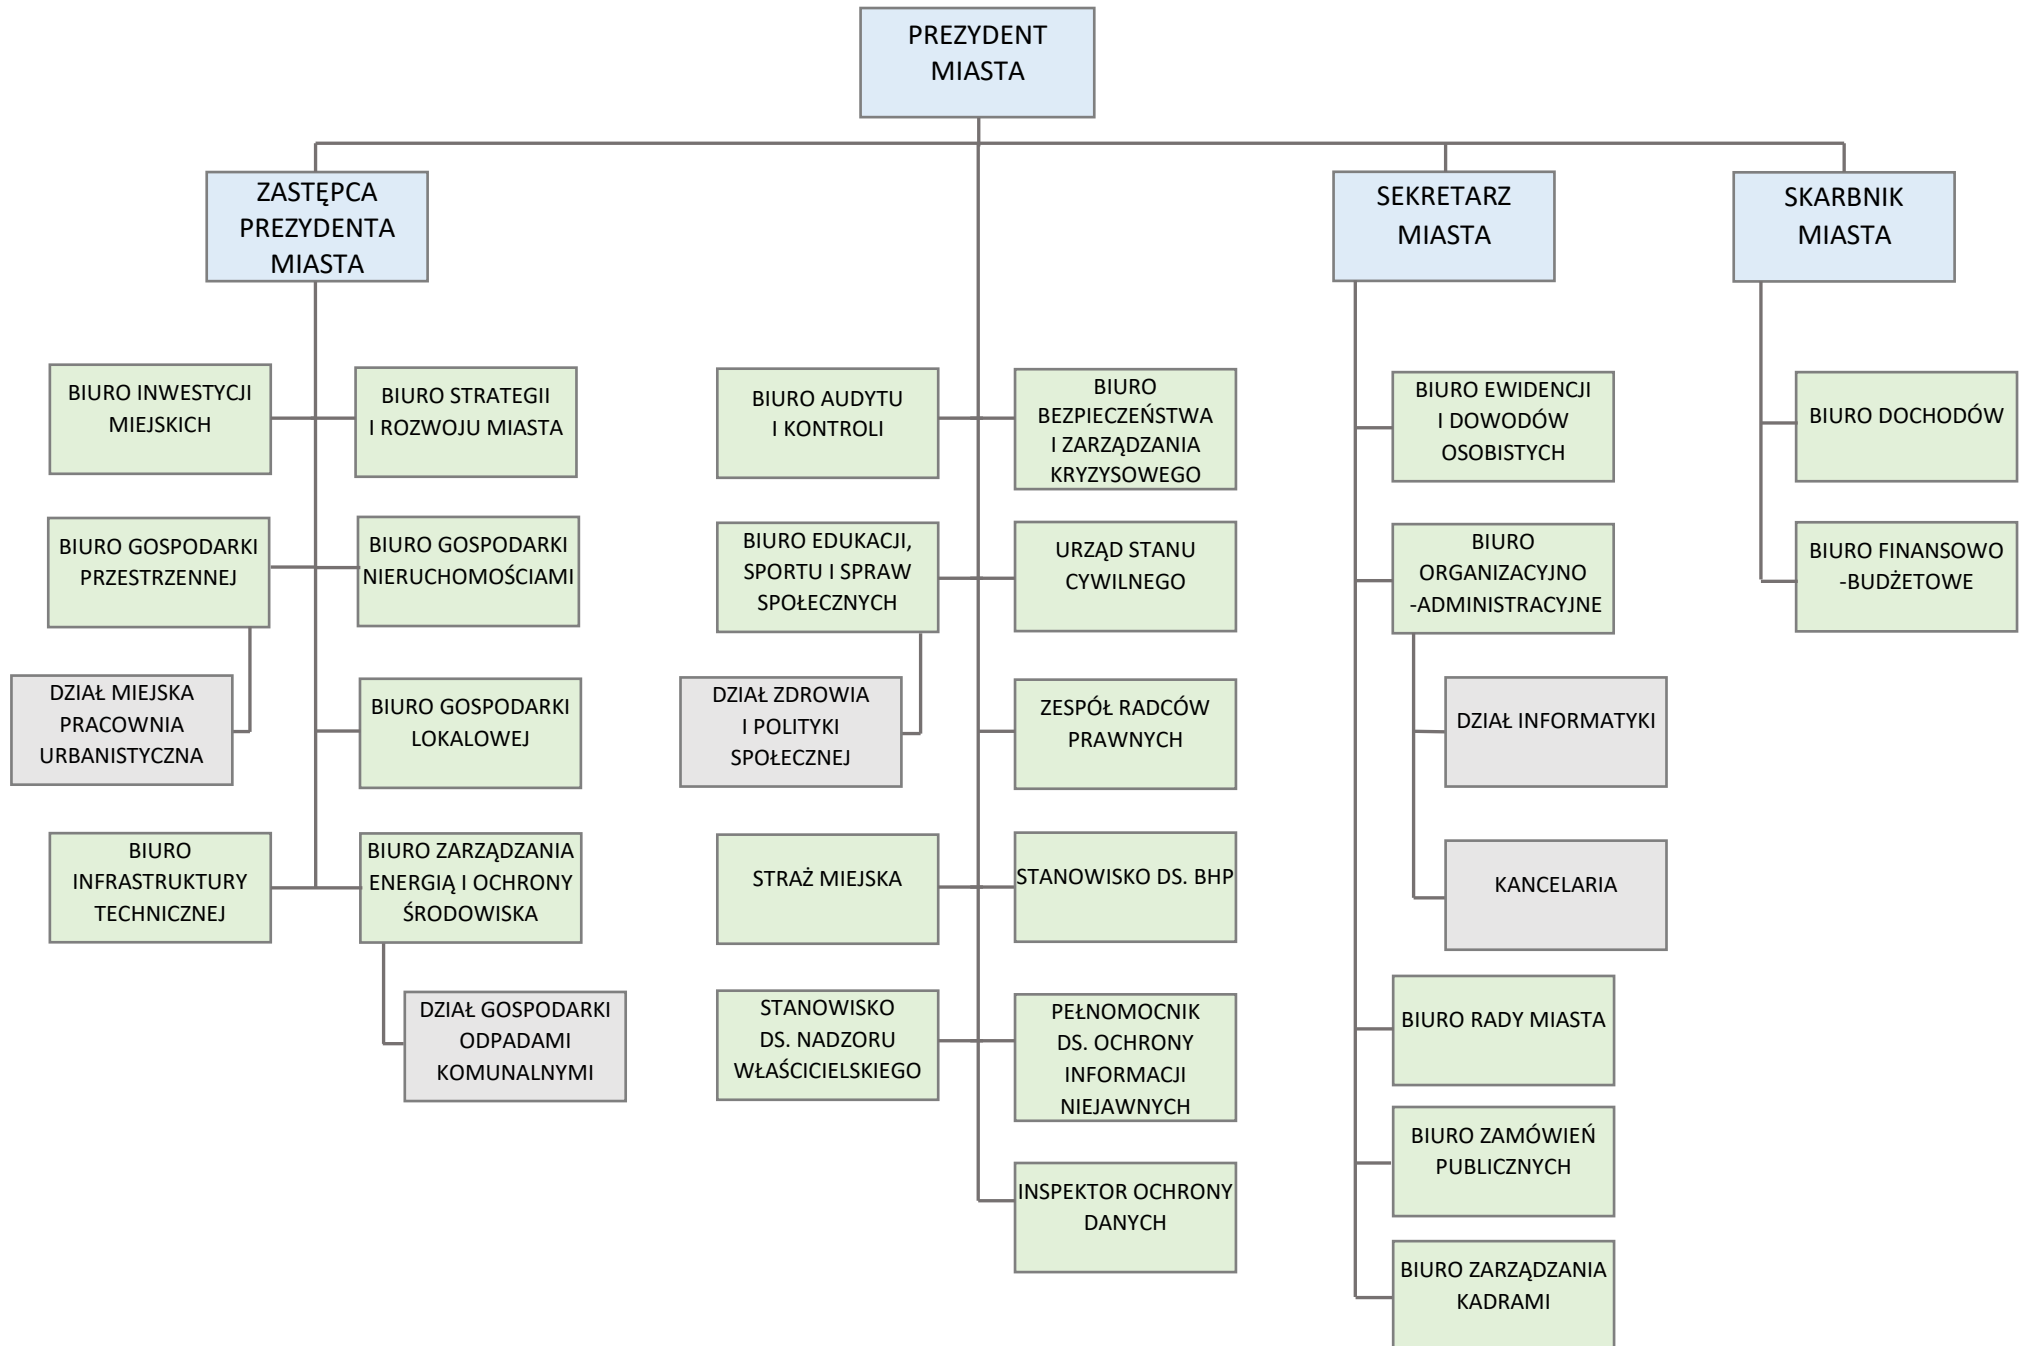 PREZYDENT
MIASTA
ZASTĘPCA
PREZYDENTA
MIASTA
SEKRETARZ
MIASTA
SKARBNIK
MIASTA
BIURO INWESTYCJI
MIEJSKICH
BIURO STRATEGII
I ROZWOJU MIASTA
BIURO GOSPODARKI
PRZESTRZENNEJ
BIURO GOSPODARKI
NIERUCHOMOŚCIAMI
DZIAŁ MIEJSKA
PRACOWNIA
URBANISTYCZNA
BIURO GOSPODARKI
LOKALOWEJ
BIURO
INFRASTRUKTURY
TECHNICZNEJ
BIURO ZARZĄDZANIA
ENERGIĄ I OCHRONY
ŚRODOWISKA
DZIAŁ GOSPODARKI
ODPADAMI
KOMUNALNYMI
BIURO AUDYTU
I KONTROLI
BIURO
BEZPIECZEŃSTWA
I ZARZĄDZANIA
KRYZYSOWEGO
BIURO EDUKACJI,
SPORTU I SPRAW
SPOŁECZNYCH
URZĄD STANU
CYWILNEGO
DZIAŁ ZDROWIA
I POLITYKI
SPOŁECZNEJ
ZESPÓŁ RADCÓW
PRAWNYCH
STRAŻ MIEJSKA
STANOWISKO DS. BHP
STANOWISKO
DS. NADZORU
WŁAŚCICIELSKIEGO
PEŁNOMOCNIK
DS. OCHRONY
INFORMACJI
NIEJAWNYCH
INSPEKTOR OCHRONY
DANYCH
BIURO EWIDENCJI
I DOWODÓW
OSOBISTYCH
BIURO
ORGANIZACYJNO
-ADMINISTRACYJNE
DZIAŁ INFORMATYKI
KANCELARIA
BIURO RADY MIASTA
BIURO ZAMÓWIEŃ
PUBLICZNYCH
BIURO ZARZĄDZANIA
KADRAMI
BIURO DOCHODÓW
BIURO FINANSOWO
-BUDŻETOWE